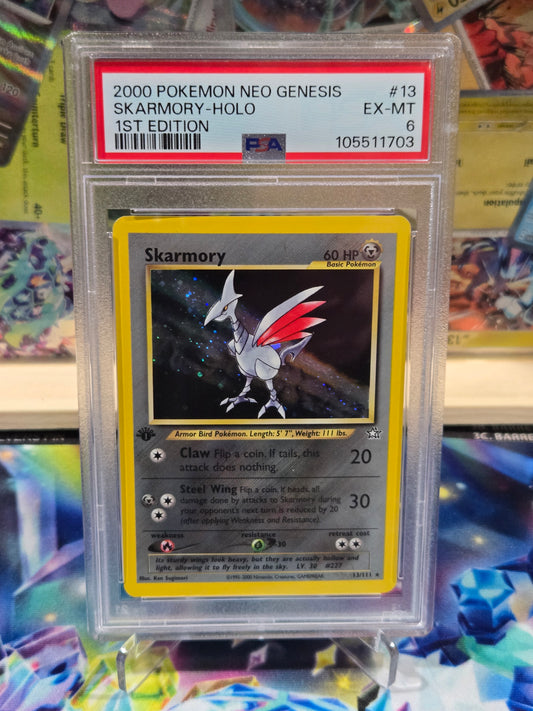 2000 POKEMON NEO GENESIS #13
SKARMORY-HOLO EX-MT
1ST EDITION 6
PSA 105511703
Skarmory 60 HP
Basic Pokémon
Armor Bird Pokémon. Length: 5' 7", Weight: 111 lbs.
Claw Flip a coin. If tails, this
attack does nothing. 20
Steel Wing Flip a coin. If heads, all
damage done by attacks to Skarmory during
your opponent's next turn is reduced by 20
(after applying Weakness and Resistance). 30
weakness resistance retreat cost
-30
Its sturdy wings look heavy, but they are actually hollow and
light, allowing it to fly freely in the sky. LV. 30 #227
Illus. Ken Sugimori ©1995, 2000 Nintendo, Creatures, GAMEFREAK. 13/111 ★